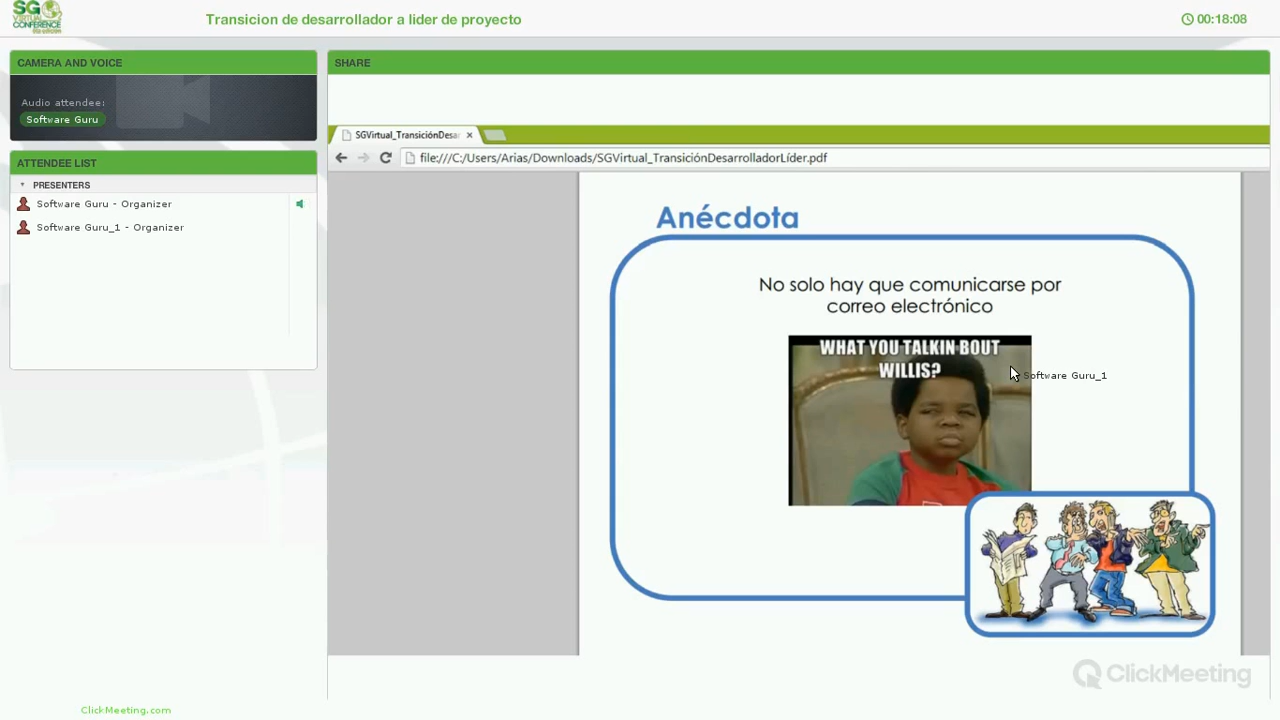 SG
VIRTUAL
CONFERENCE
Transicion de desarrollador a lider de proyecto
00:18:08
CAMERA AND VOICE
Audio attendee:
Software Guru
ATTENDEE LIST
PRESENTERS
Software Guru - Organizer
Software Guru_1 - Organizer
SHARE
SGVirtual_TransiciónDesar
file:///C:/Users/Arias/Downloads/SGVirtual_TransiciónDesarrolladorLíder.pdf
Anécdota
No solo hay que comunicarse por
correo electrónico
WHAT YOU TALKIN BOUT
WILLIS?
Software Guru_1
ClickMeeting
ClickMeeting.com